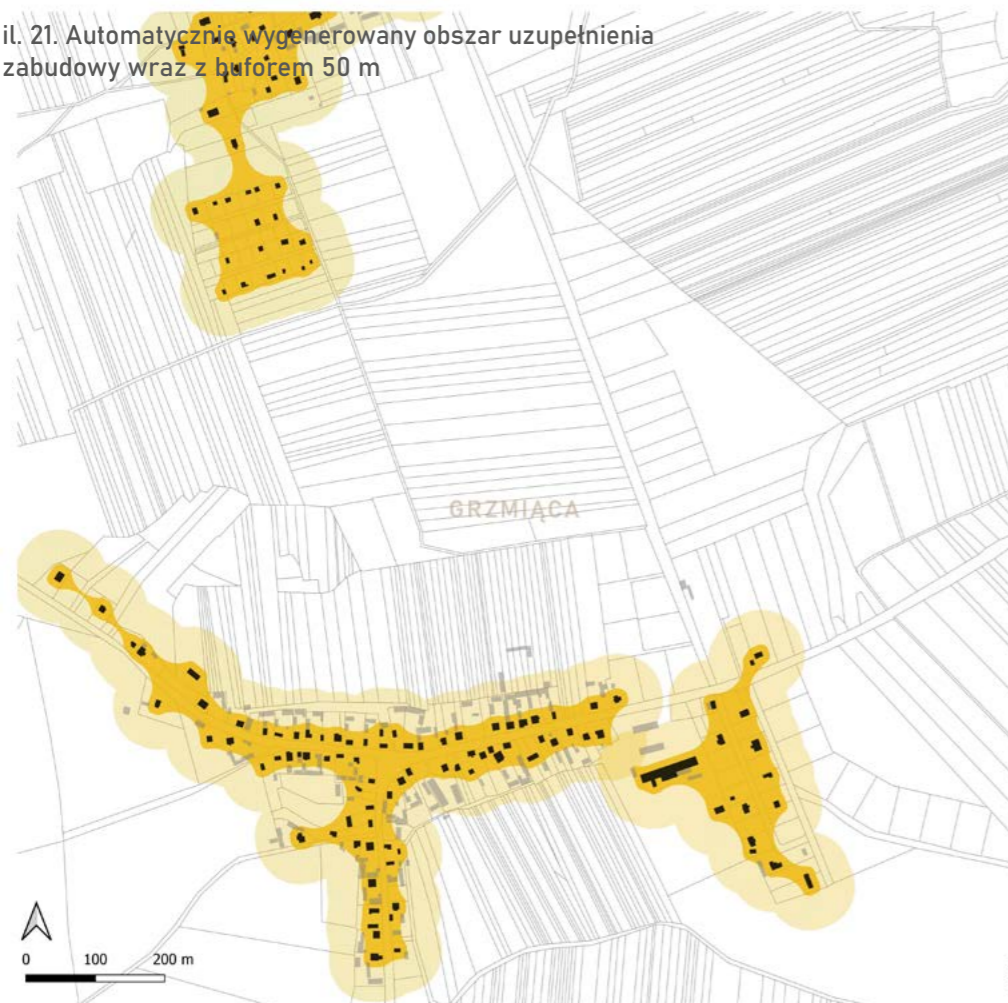 il. 21. Automatycznie wygenerowany obszar uzupełnienia
zabudowy wraz z buforem 50 m
GRZMIĄCA
0 100 200 m